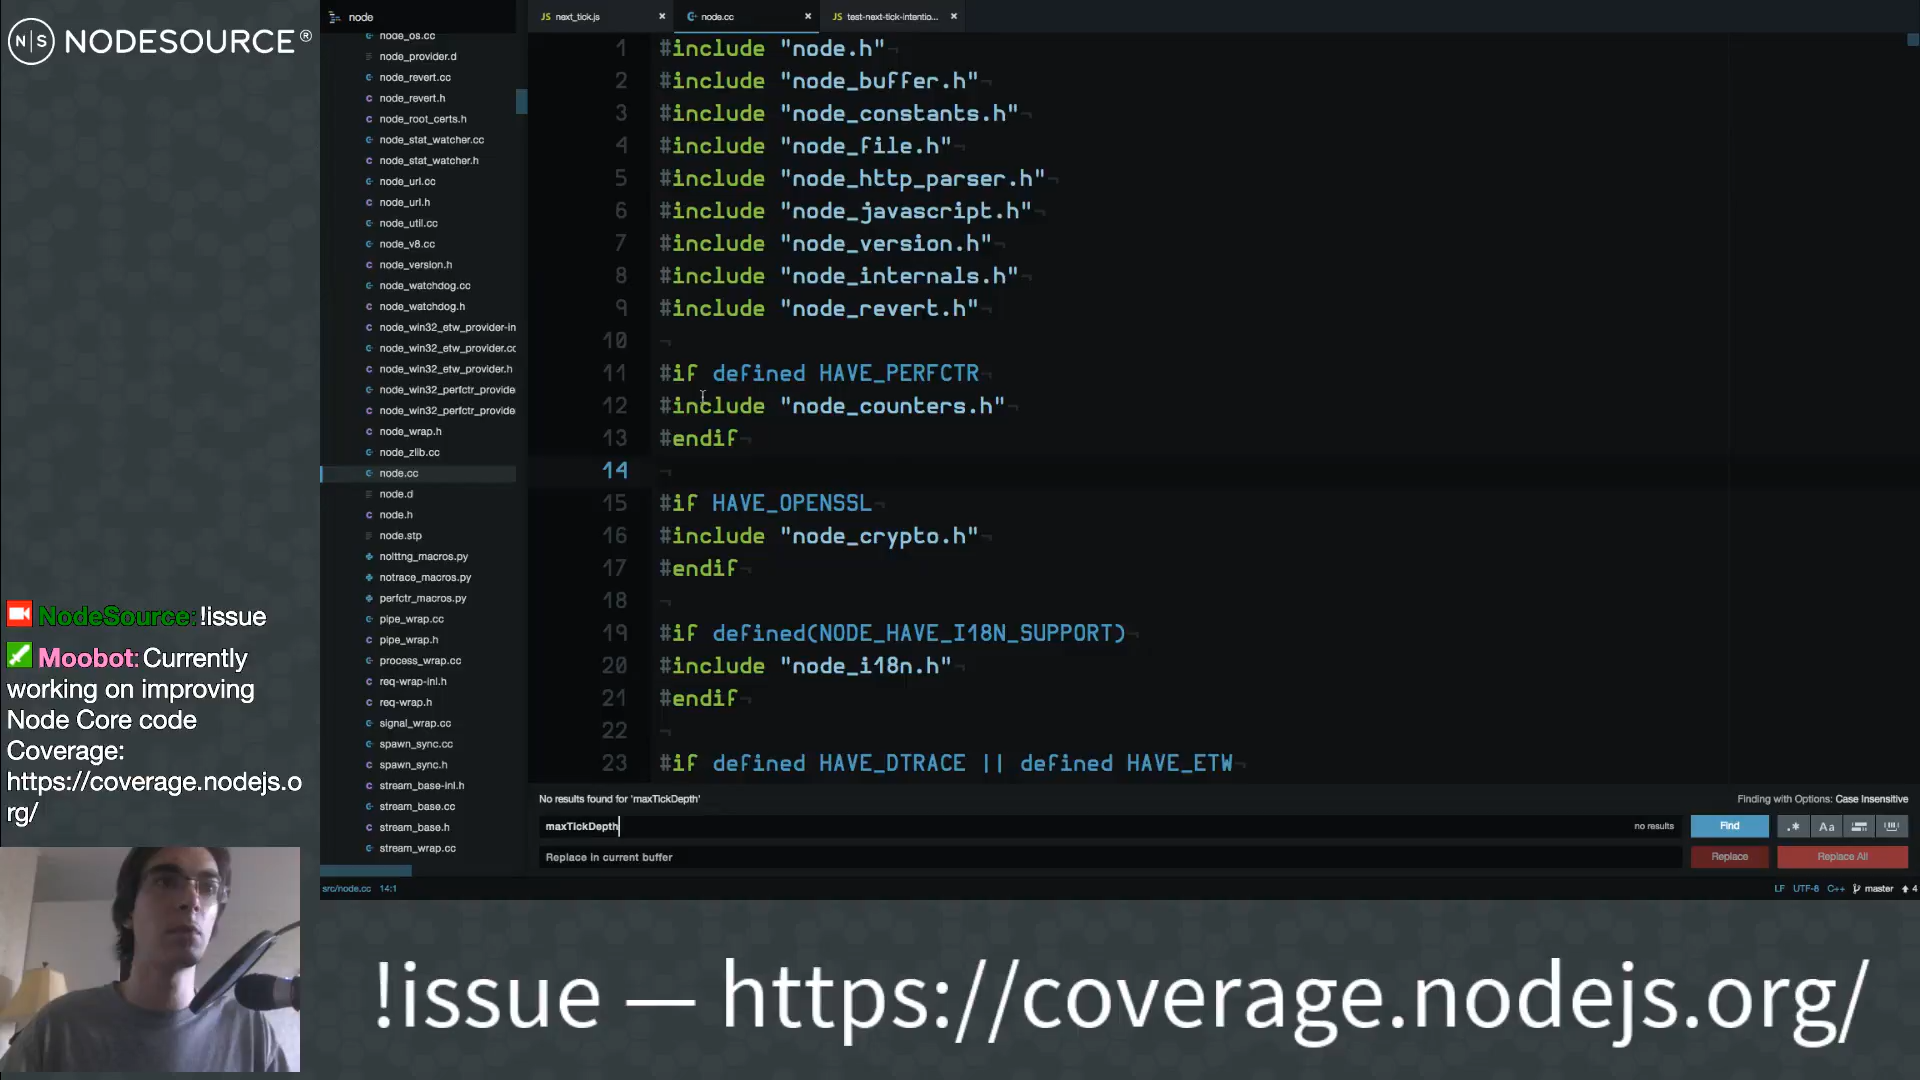 N|S NODESOURCE®
NodeSource: !issue
Moobot: Currently
working on improving
Node Core code
Coverage:
https://coverage.nodejs.o
rg/
node
node_os.cc
node_provider.d
node_revert.cc
node_revert.h
node_root_certs.h
node_stat_watcher.cc
node_stat_watcher.h
node_url.cc
node_url.h
node_util.cc
node_v8.cc
node_version.h
node_watchdog.cc
node_watchdog.h
node_win32_etw_provider-in
node_win32_etw_provider.cc
node_win32_etw_provider.h
node_win32_perfctr_provide
node_win32_perfctr_provide
node_wrap.h
node_zlib.cc
node.cc
node.d
node.h
node.stp
nolttng_macros.py
notrace_macros.py
perfctr_macros.py
pipe_wrap.cc
pipe_wrap.h
process_wrap.cc
req-wrap-inl.h
req-wrap.h
signal_wrap.cc
spawn_sync.cc
spawn_sync.h
stream_base-inl.h
stream_base.cc
stream_base.h
stream_wrap.cc
JS next_tick.js
node.cc
JS test-next-tick-intentio...
1 #include "node.h"¬
2 #include "node_buffer.h"¬
3 #include "node_constants.h"¬
4 #include "node_file.h"¬
5 #include "node_http_parser.h"¬
6 #include "node_javascript.h"¬
7 #include "node_version.h"¬
8 #include "node_internals.h"¬
9 #include "node_revert.h"¬
10 ¬
11 #if defined HAVE_PERFCTR¬
12 #include "node_counters.h"¬
13 #endif¬
14 ¬
15 #if HAVE_OPENSSL¬
16 #include "node_crypto.h"¬
17 #endif¬
18 ¬
19 #if defined(NODE_HAVE_I18N_SUPPORT)¬
20 #include "node_i18n.h"¬
21 #endif¬
22 ¬
23 #if defined HAVE_DTRACE || defined HAVE_ETW¬
No results found for 'maxTickDepth'
Finding with Options: Case Insensitive
maxTickDepth
no results
Find
.*
Aa
Replace in current buffer
Replace
Replace All
src/node.cc 14:1
LF UTF-8 C++ master 4
!issue — https://coverage.nodejs.org/